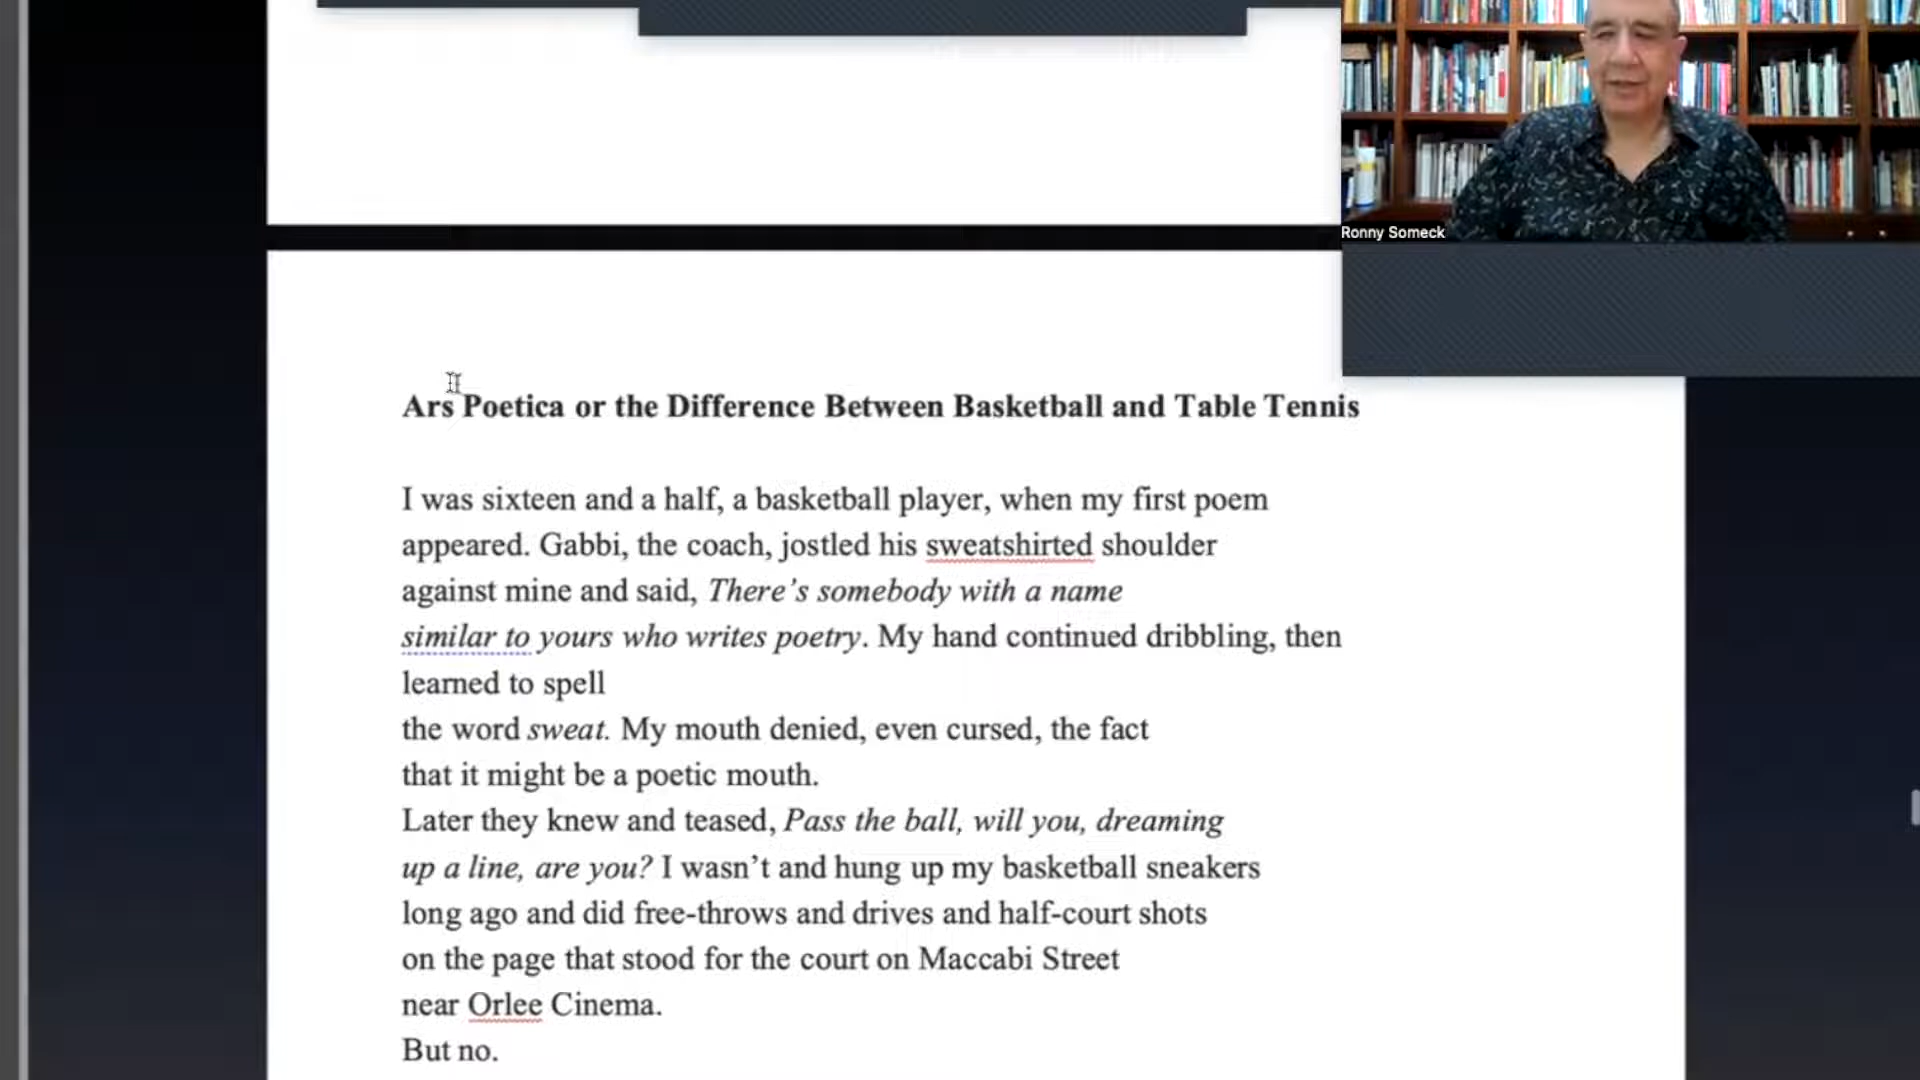 Ronny Someck
Ars Poetica or the Difference Between Basketball and Table Tennis
I was sixteen and a half, a basketball player, when my first poem
appeared. Gabbi, the coach, jostled his sweatshirted shoulder
against mine and said, There’s somebody with a name
similar to yours who writes poetry. My hand continued dribbling, then
learned to spell
the word sweat. My mouth denied, even cursed, the fact
that it might be a poetic mouth.
Later they knew and teased, Pass the ball, will you, dreaming
up a line, are you? I wasn’t and hung up my basketball sneakers
long ago and did free-throws and drives and half-court shots
on the page that stood for the court on Maccabi Street
near Orlee Cinema.
But no.